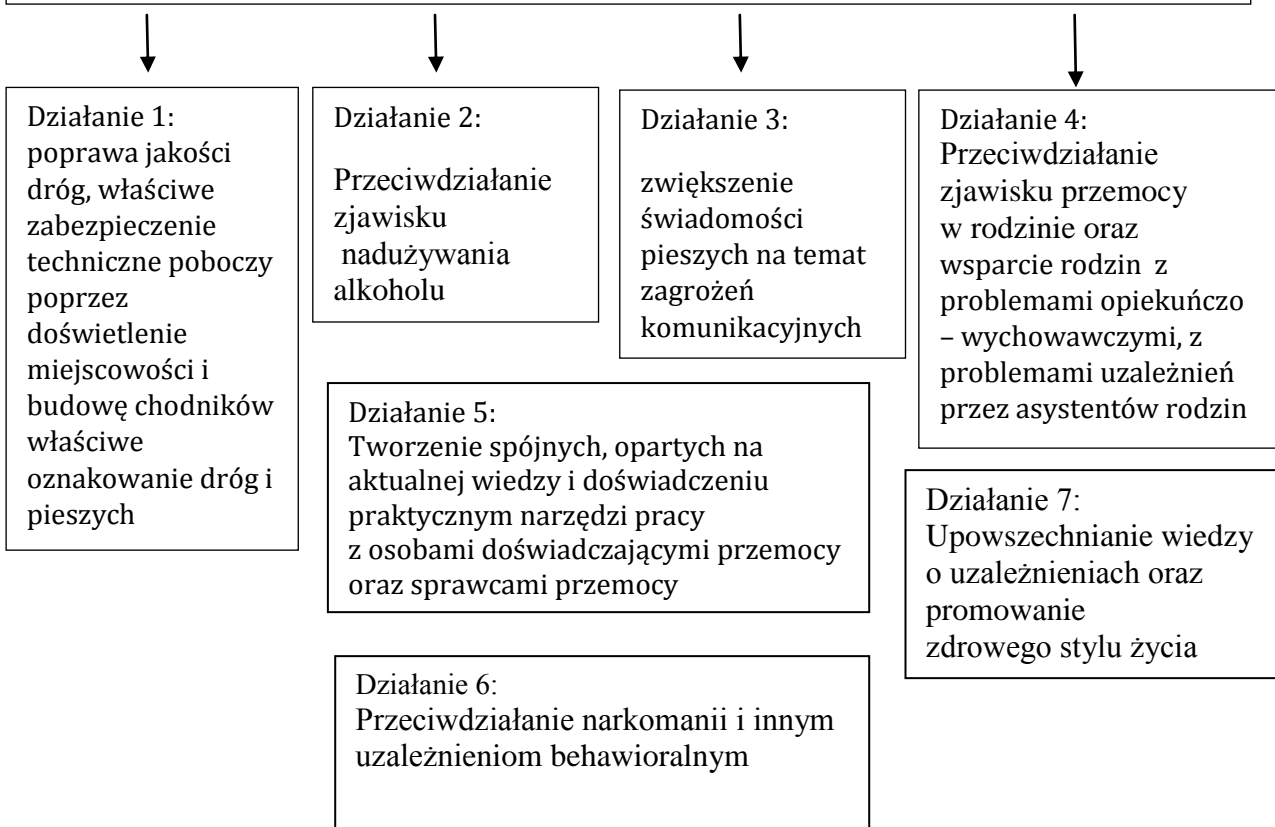 Działanie 1:
poprawa jakości
dróg, właściwe
zabezpieczenie
techniczne poboczy
poprzez
doświetlenie
miejscowości i
budowę chodników
właściwe
oznakowanie dróg i
pieszych
Działanie 2:
Przeciwdziałanie
zjawisku
nadużywania
alkoholu
Działanie 3:
zwiększenie
świadomości
pieszych na temat
zagrożeń
komunikacyjnych
Działanie 4:
Przeciwdziałanie
zjawisku przemocy
w rodzinie oraz
wsparcie rodzin z
problemami opiekuńczo
– wychowawczymi, z
problemami uzależnień
przez asystentów rodzin
Działanie 5:
Tworzenie spójnych, opartych na
aktualnej wiedzy i doświadczeniu
praktycznym narzędzi pracy
z osobami doświadczającymi przemocy
oraz sprawcami przemocy
Działanie 7:
Upowszechnianie wiedzy
o uzależnieniach oraz
promowanie
zdrowego stylu życia
Działanie 6:
Przeciwdziałanie narkomanii i innym
uzależnieniom behawioralnym